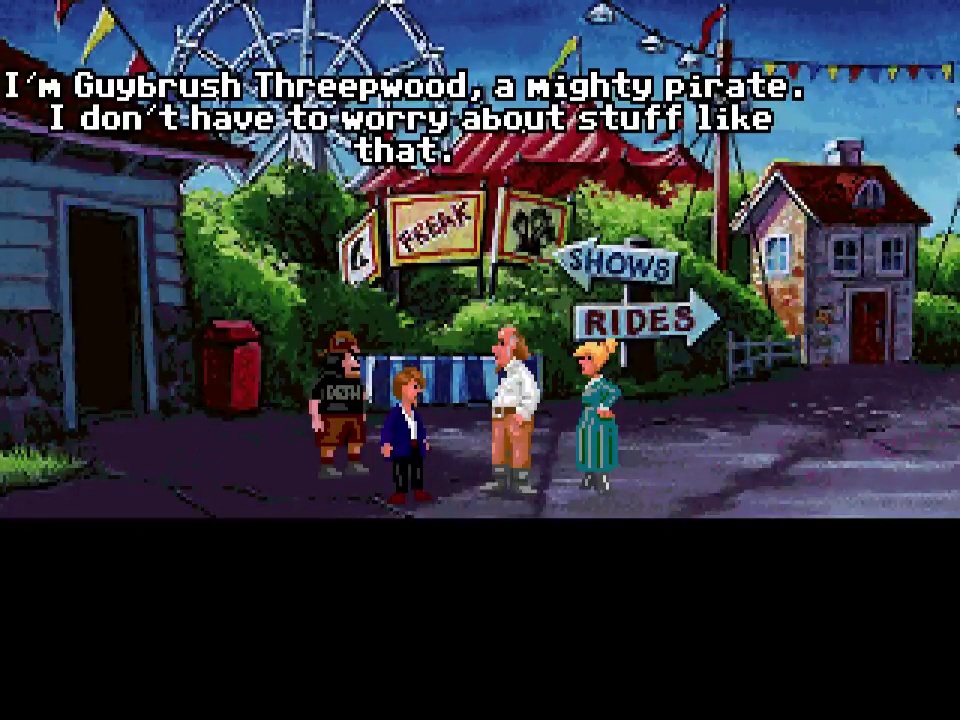 I'm Guybrush Threepwood, a mighty pirate.
I don't have to worry about stuff like
that.
FREAK
SHOWS
RIDES